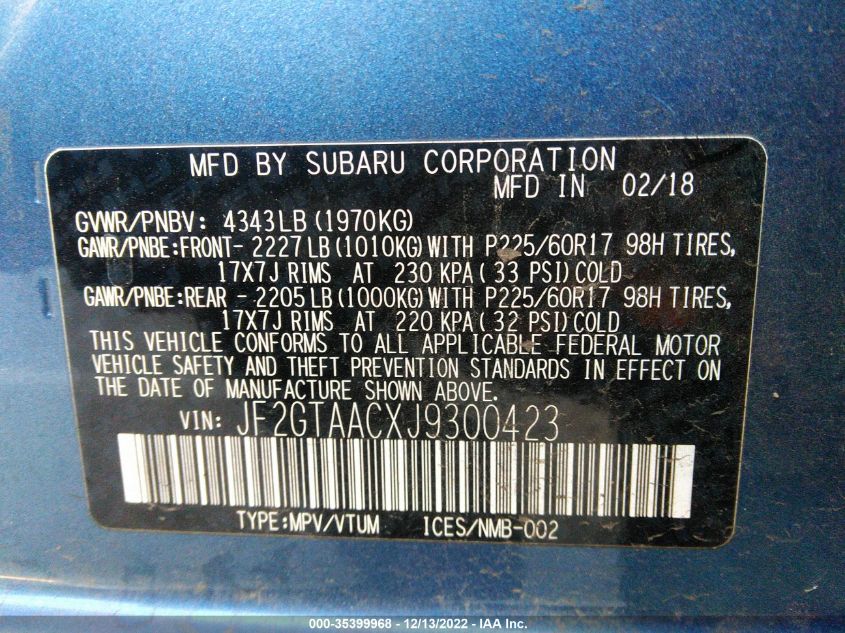 MFD BY SUBARU CORPORATION
MFD IN 02/18
GVWR/PNBV: 4343LB (1970KG)
GAWR/PNBE:FRONT- 2227LB(1010KG)WITH P225/60R17 98H TIRES,
17X7J RIMS AT 230 KPA( 33 PSI)COLD
GAWR/PNBE:REAR - 2205LB(1000KG)WITH P225/60R17 98H TIRES,
17X7J RIMS AT 220 KPA( 32 PSI)COLD
THIS VEHICLE CONFORMS TO ALL APPLICABLE FEDERAL MOTOR
VEHICLE SAFETY AND THEFT PREVENTION STANDARDS IN EFFECT ON
THE DATE OF MANUFACTURE SHOWN ABOVE.
VIN: JF2GTAACXJ9300423
TYPE:MPV/VTUM ICES/NMB-002
000-35399968 - 12/13/2022 - IAA Inc.